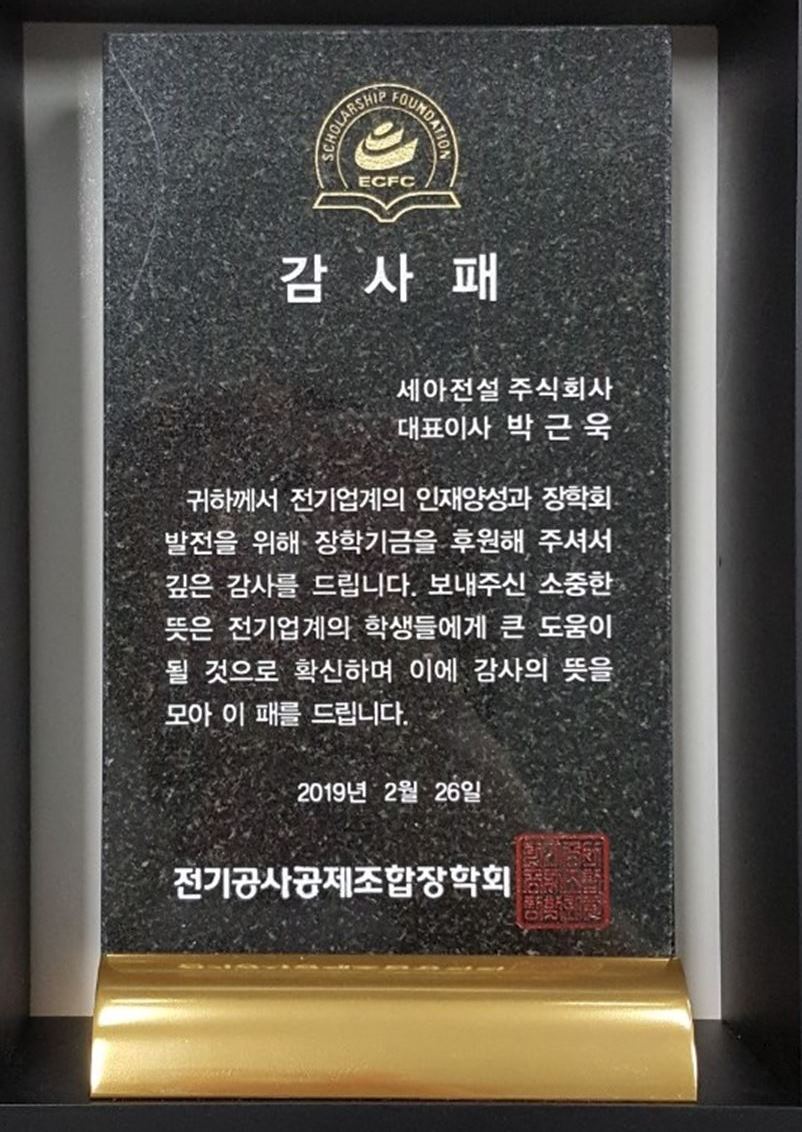 SCHOLARSHIP FOUNDATION
ECFC
감 사 패
세아전설 주식회사
대표이사 박 근 욱
귀하께서 전기업계의 인재양성과 장학회
발전을 위해 장학기금을 후원해 주셔서
깊은 감사를 드립니다. 보내주신 소중한
뜻은 전기업계의 학생들에게 큰 도움이
될 것으로 확신하며 이에 감사의 뜻을
모아 이 패를 드립니다.
2019년 2월 26일
전기공사공제조합장학회